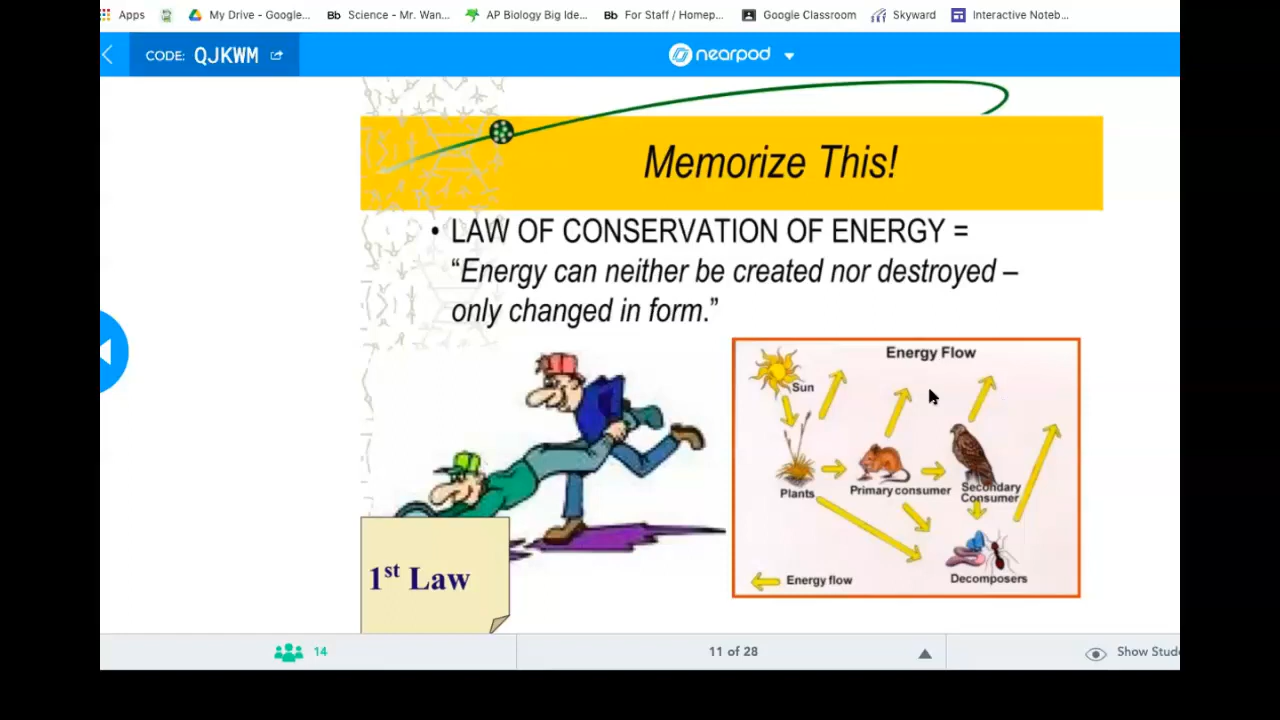 Apps
My Drive - Google...
Bb Science - Mr. Wan...
AP Biology Big Ide...
Bb For Staff / Homep...
Google Classroom
Skyward
Interactive Noteb...
CODE: QJKWM
nearpod
Memorize This!
• LAW OF CONSERVATION OF ENERGY =
“Energy can neither be created nor destroyed –
only changed in form.”
Energy Flow
Sun
Plants
Primary consumer
Secondary
Consumer
Energy flow
Decomposers
1st Law
14
11 of 28
Show Stude